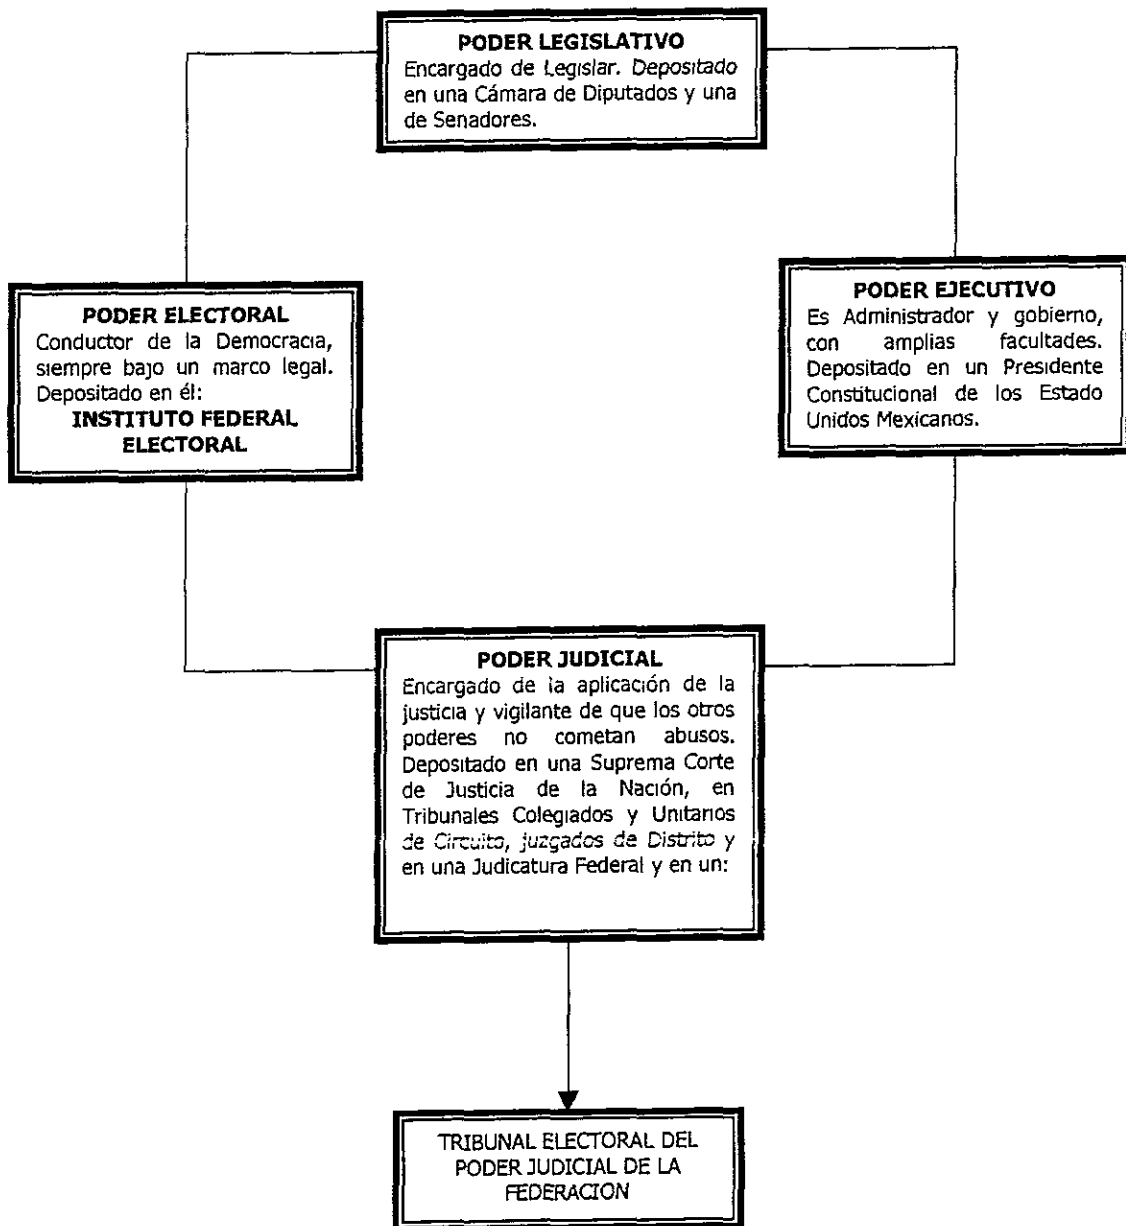 PODER LEGISLATIVO
Encargado de Legislar. Depositado
en una Cámara de Diputados y una
de Senadores.
PODER ELECTORAL
Conductor de la Democracia,
siempre bajo un marco legal.
Depositado en él:
INSTITUTO FEDERAL
ELECTORAL
PODER EJECUTIVO
Es Administrador y gobierno,
con amplias facultades.
Depositado en un Presidente
Constitucional de los Estado
Unidos Mexicanos.
PODER JUDICIAL
Encargado de la aplicación de la
justicia y vigilante de que los otros
poderes no cometan abusos.
Depositado en una Suprema Corte
de Justicia de la Nación, en
Tribunales Colegiados y Unitarios
de Circuito, juzgados de Distrito y
en una Judicatura Federal y en un:
TRIBUNAL ELECTORAL DEL
PODER JUDICIAL DE LA
FEDERACION